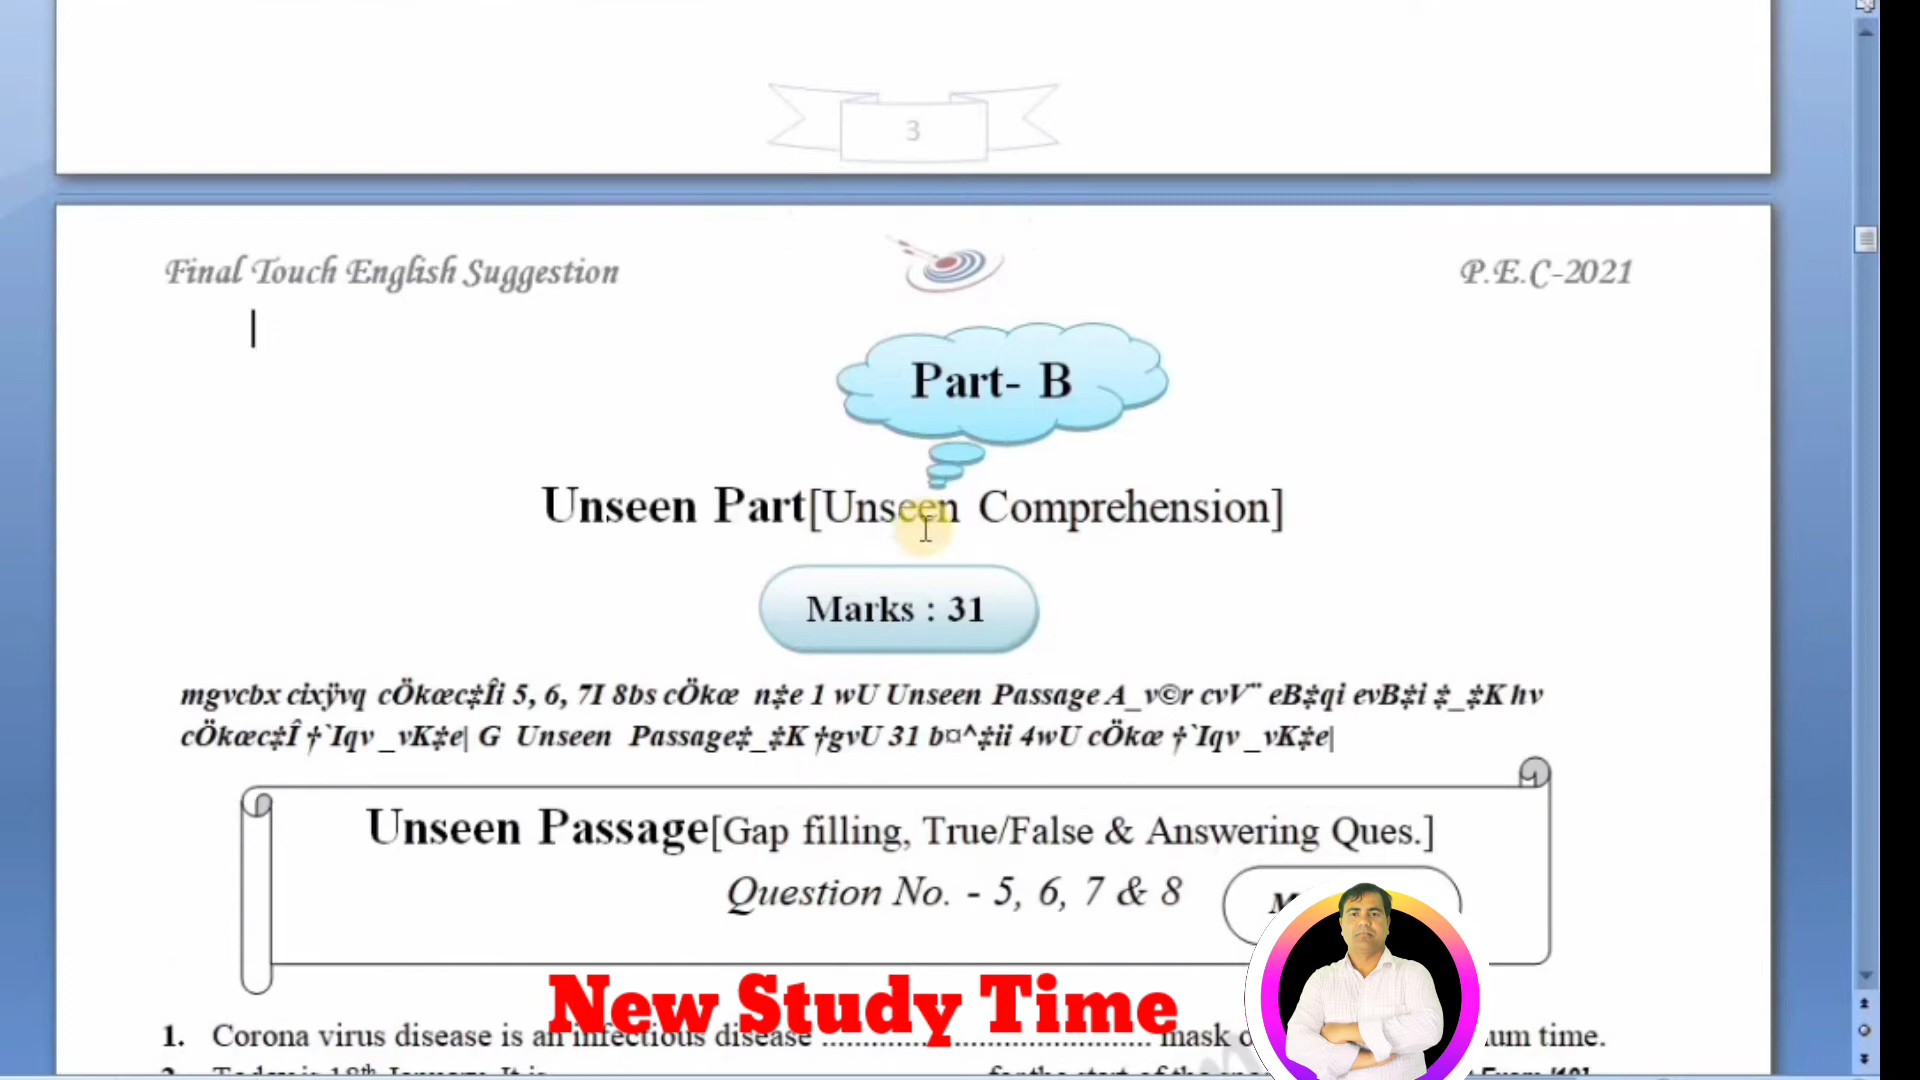 3
Final Touch English Suggestion
P.E.C-2021
Part- B
Unseen Part[Unseen Comprehension]
Marks : 31
mgvcbx cixÿvq cÖkœc‡Îi 5, 6, 7I 8bs cÖkœ n‡e 1 wU Unseen Passage A_v©r cvV¨ eB‡qi evB‡i ‡_‡K hv
cÖkœc‡Î †`Iqv _vK‡e| G Unseen Passage‡_‡K †gvU 31 b¤^‡ii 4wU cÖkœ †`Iqv _vK‡e|
Unseen Passage[Gap filling, True/False & Answering Ques.]
Question No. - 5, 6, 7 & 8
New Study Time
1. Corona virus disease is an infectious disease ................................... mask time.